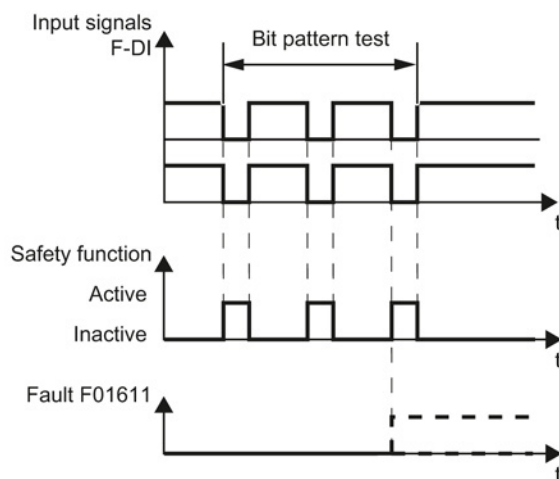 Input signals
F-DI
Bit pattern test
t
Safety function
Active
Inactive
t
Fault F01611
t